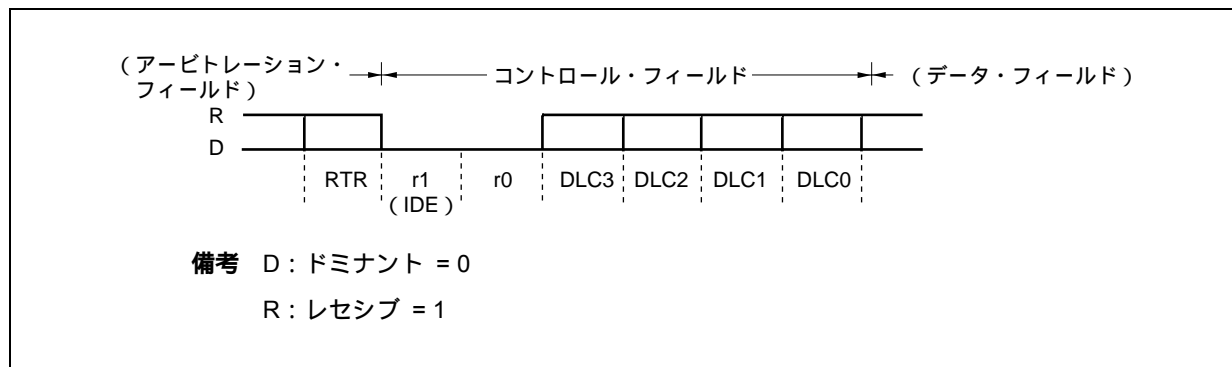 (アービトレーション・
フィールド)
コントロール・フィールド
(データ・フィールド)
R
D
RTR r1 r0 DLC3 DLC2 DLC1 DLC0
(IDE)
備考 D:ドミナント = 0
R:レセシブ = 1